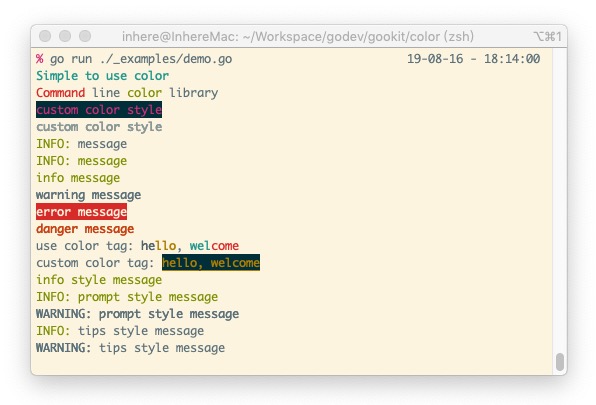 inhere@InhereMac: ~/Workspace/godev/gookit/color (zsh) ⌥⌘1
% go run ./_examples/demo.go 19-08-16 - 18:14:00
Simple to use color
Command line color library
custom color style
custom color style
INFO: message
INFO: message
info message
warning message
error message
danger message
use color tag: hello, welcome
custom color tag: hello, welcome
info style message
INFO: prompt style message
WARNING: prompt style message
INFO: tips style message
WARNING: tips style message